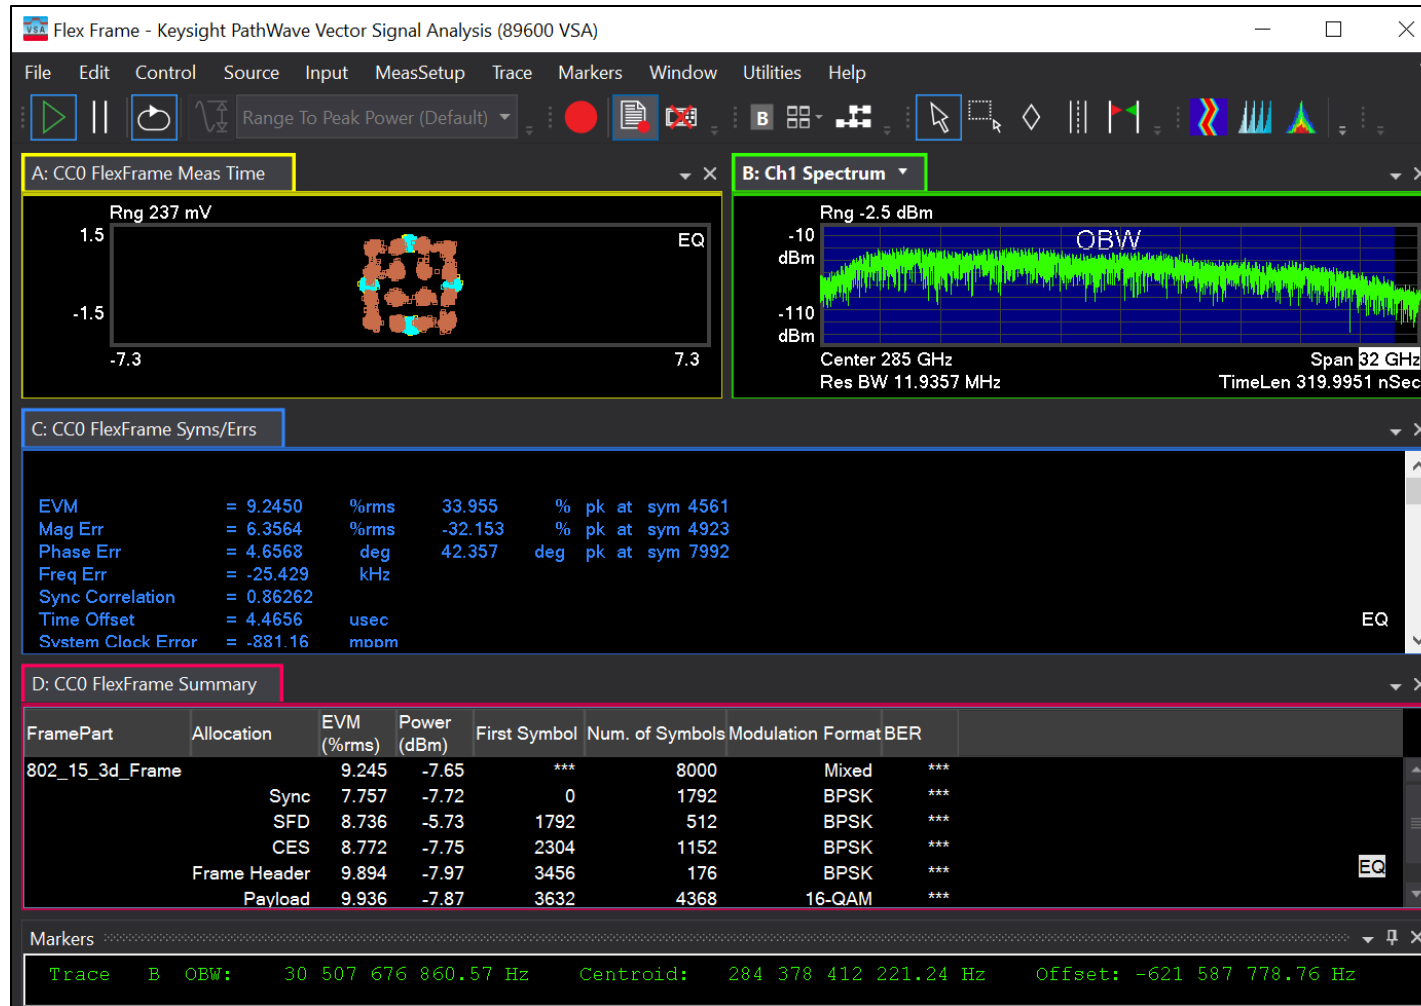 VSA Flex Frame - Keysight PathWave Vector Signal Analysis (89600 VSA)
File Edit Control Source Input MeasSetup Trace Markers Window Utilities Help
Range To Peak Power (Default) B
A: CC0 FlexFrame Meas Time
Rng 237 mV
1.5
EQ
-1.5
-7.3 7.3
B: Ch1 Spectrum
Rng -2.5 dBm
-10
dBm
OBW
-110
dBm
Center 285 GHz Span 32 GHz
Res BW 11.9357 MHz TimeLen 319.9951 nSec
C: CC0 FlexFrame Syms/Errs
EVM = 9.2450 %rms 33.955 % pk at sym 4561
Mag Err = 6.3564 %rms -32.153 % pk at sym 4923
Phase Err = 4.6568 deg 42.357 deg pk at sym 7992
Freq Err = -25.429 kHz
Sync Correlation = 0.86262
Time Offset = 4.4656 usec
EQ
System Clock Error = -881.16 mppm
D: CC0 FlexFrame Summary
FramePart Allocation EVM (%rms) Power (dBm) First Symbol Num. of Symbols Modulation Format BER
802_15_3d_Frame 9.245 -7.65 *** 8000 Mixed ***
Sync 7.757 -7.72 0 1792 BPSK ***
SFD 8.736 -5.73 1792 512 BPSK ***
CES 8.772 -7.75 2304 1152 BPSK ***
Frame Header 9.894 -7.97 3456 176 BPSK ***
EQ
Payload 9.936 -7.87 3632 4368 16-QAM ***
Markers
Trace B OBW: 30 507 676 860.57 Hz Centroid: 284 378 412 221.24 Hz Offset: -621 587 778.76 Hz